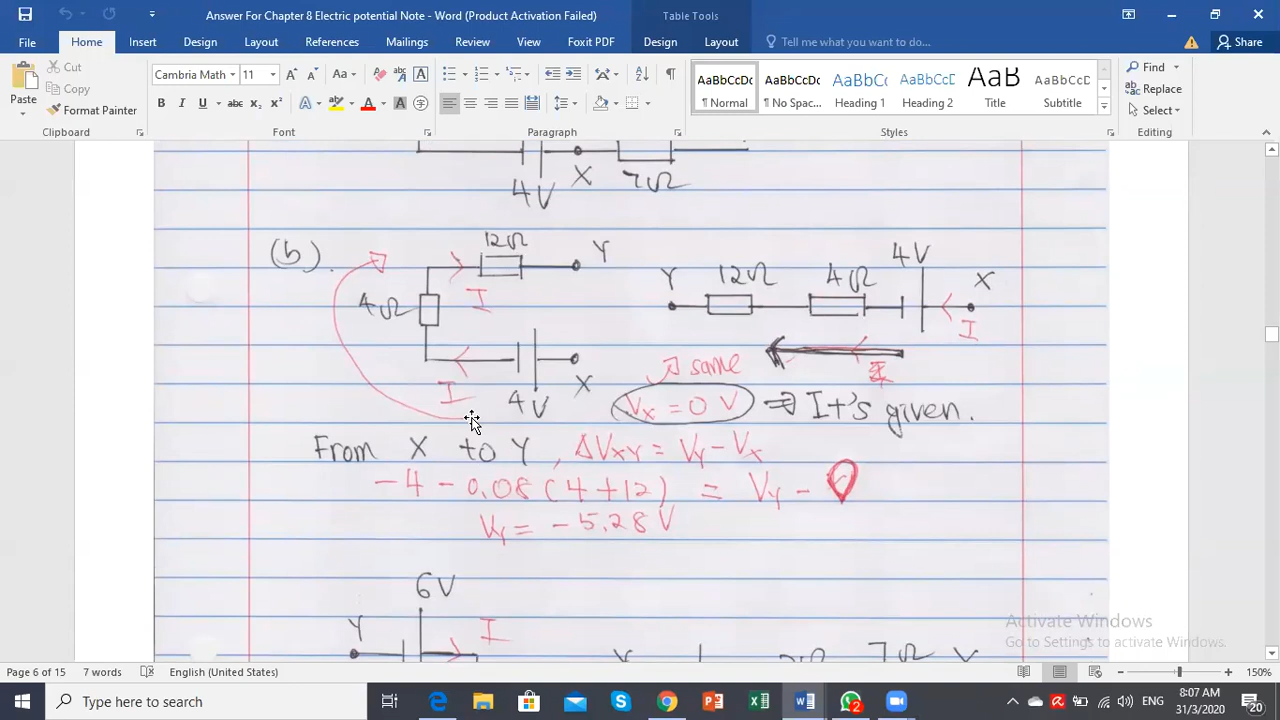 Answer For Chapter 8 Electric potential Note - Word (Product Activation Failed)
Table Tools
File Home Insert Design Layout References Mailings Review View Foxit PDF Design Layout Tell me what you want to do... Share
Paste
Cut
Copy
Format Painter
Cambria Math 11
AaBbCcDc AaBbCcDc AaBbCc AaBbCcC AaB AaBbCcD
¶ Normal ¶ No Spac... Heading 1 Heading 2 Title Subtitle
Find
Replace
Select
Clipboard Font Paragraph Styles Editing
4V X 7Ω
(b).
12Ω Y
4Ω I
I
4V X
4V
Y 12Ω 4Ω X
I
I
same
Vx = 0 V ⇒ It's given.
From X to Y, ΔVxy = Vy - Vx
-4 - 0.08 (4+12) = Vy -
Vy = -5.28 V
6V
Y I
7Ω
Activate Windows
Go to Settings to activate Windows.
Page 6 of 15 7 words English (United States) 150%
Type here to search
2
ENG
8:07 AM
31/3/2020
20